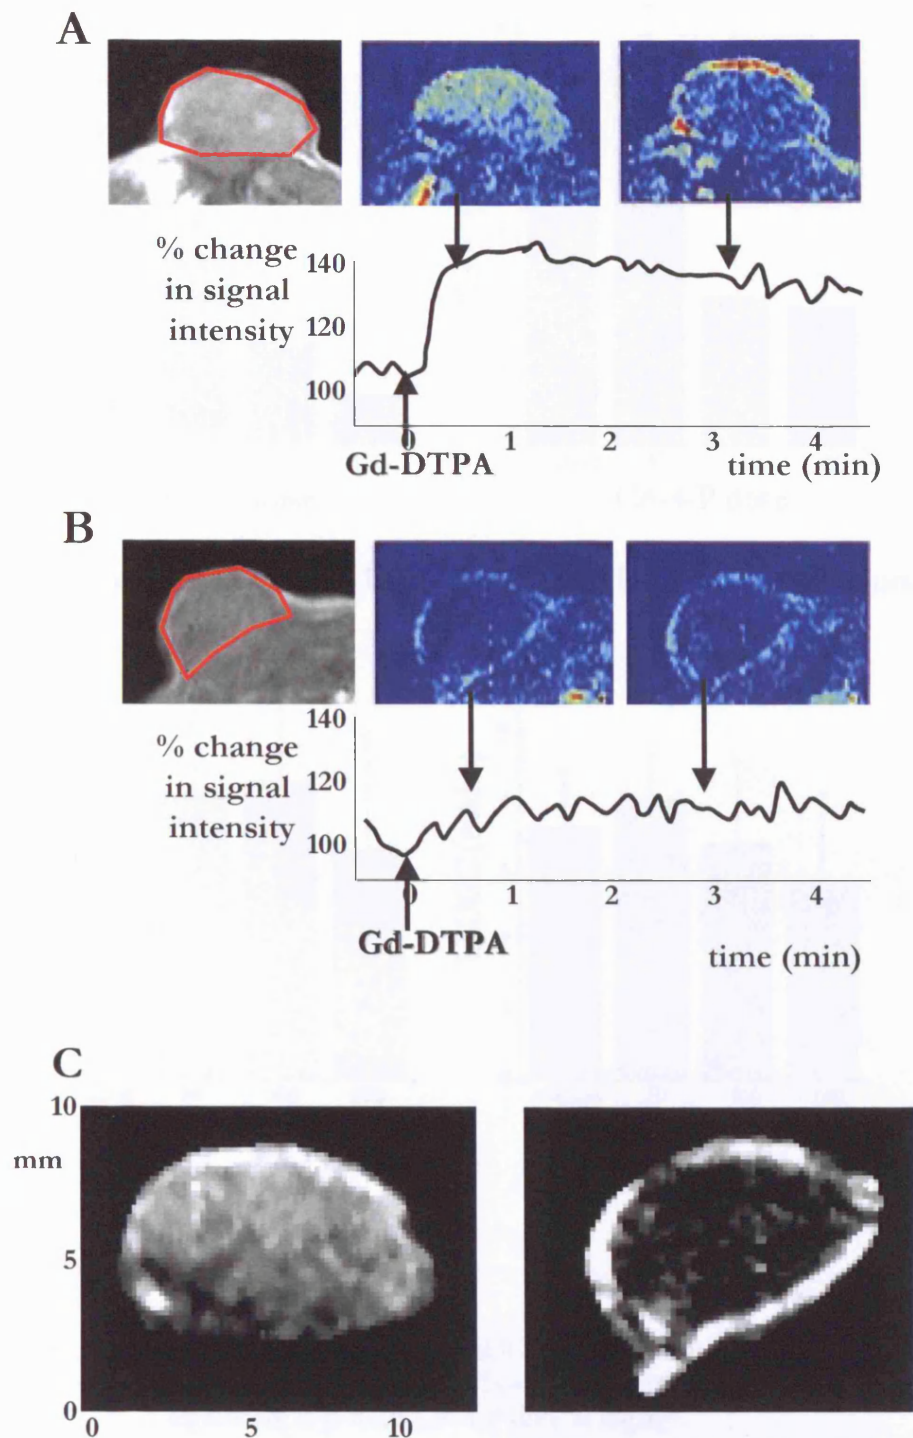 A
% change
in signal
intensity
140
120
100
0 1 2 3 4
Gd-DTPA
time (min)
B
% change
in signal
intensity
140
120
100
0 1 2 3 4
Gd-DTPA
time (min)
C
10
mm
5
0
0 5 10